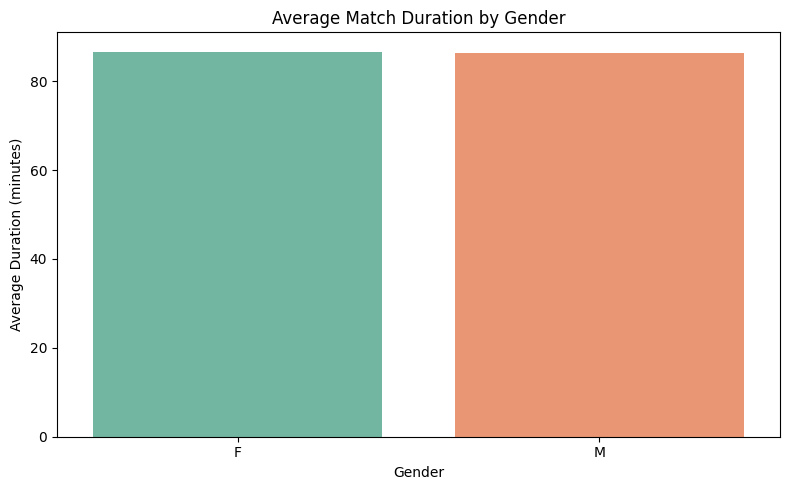 Average Match Duration by Gender
Average Duration (minutes)
80
60
40
20
0
F
M
Gender